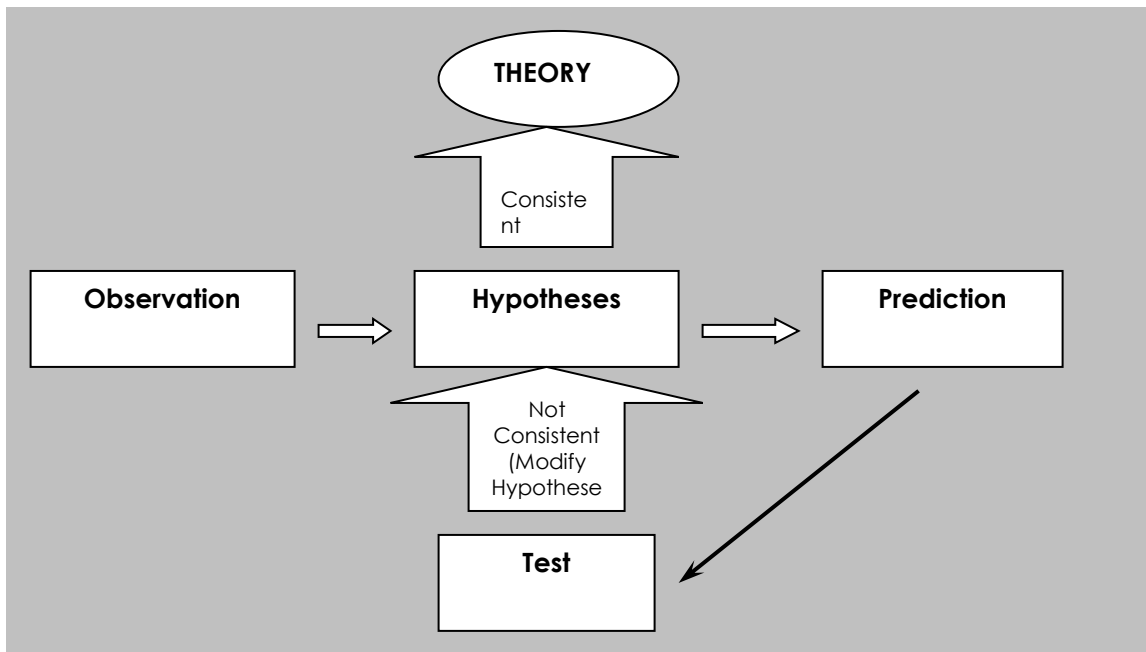 THEORY
Consiste
nt
Observation
Hypotheses
Prediction
Not
Consistent
(Modify
Hypothese
Test